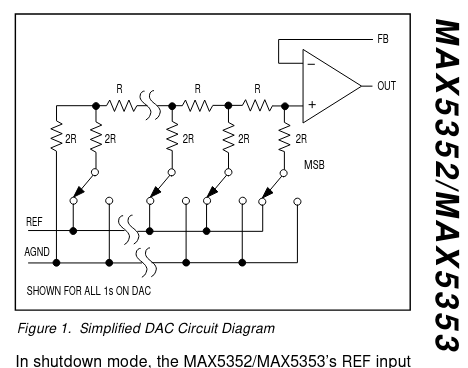 FB
OUT
−
+
R R R
2R 2R 2R 2R 2R
MSB
REF
AGND
SHOWN FOR ALL 1s ON DAC
Figure 1. Simplified DAC Circuit Diagram
In shutdown mode, the MAX5352/MAX5353's REF input
MAX5352/MAX5353